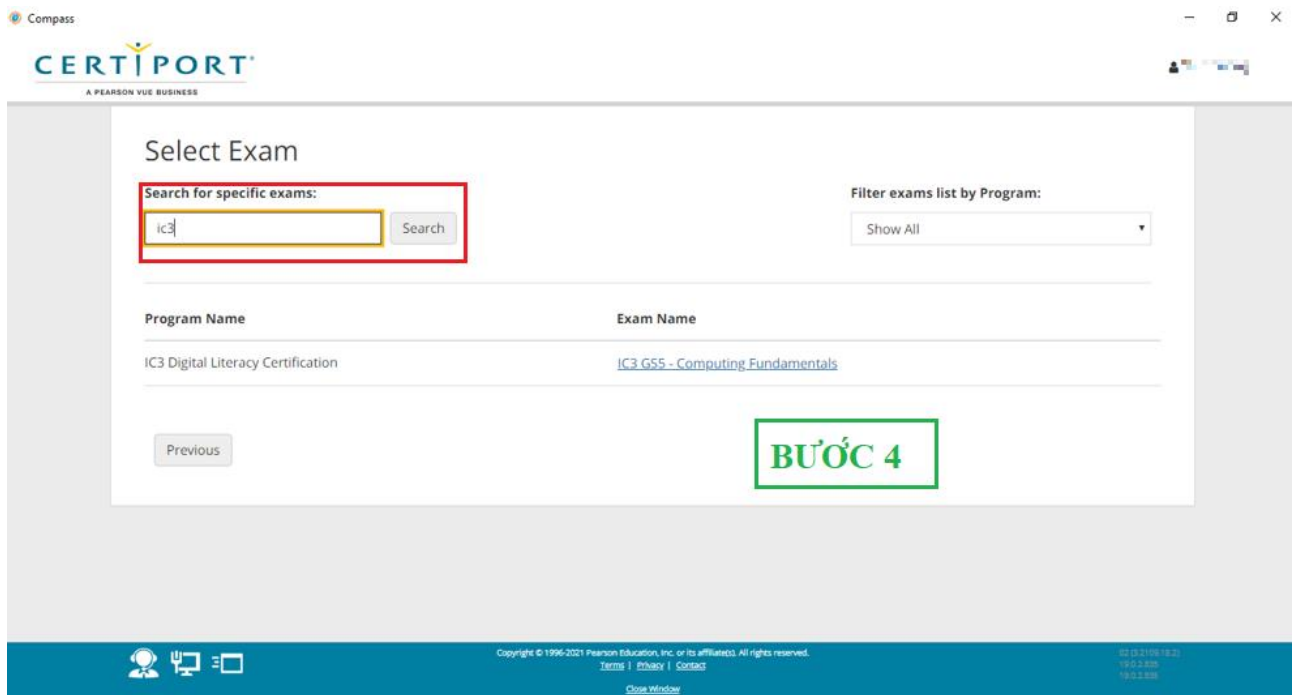 Compass
CERTIPORT
A PEARSON VUE BUSINESS
Select Exam
Search for specific exams:
Filter exams list by Program:
ic3
Search
Show All
Program Name
Exam Name
IC3 Digital Literacy Certification
IC3 GS5 - Computing Fundamentals
Previous
BƯỚC 4
Copyright © 1996-2021 Pearson Education, Inc. or its affiliate(s). All rights reserved.
Terms | Privacy | Contact
Close Window